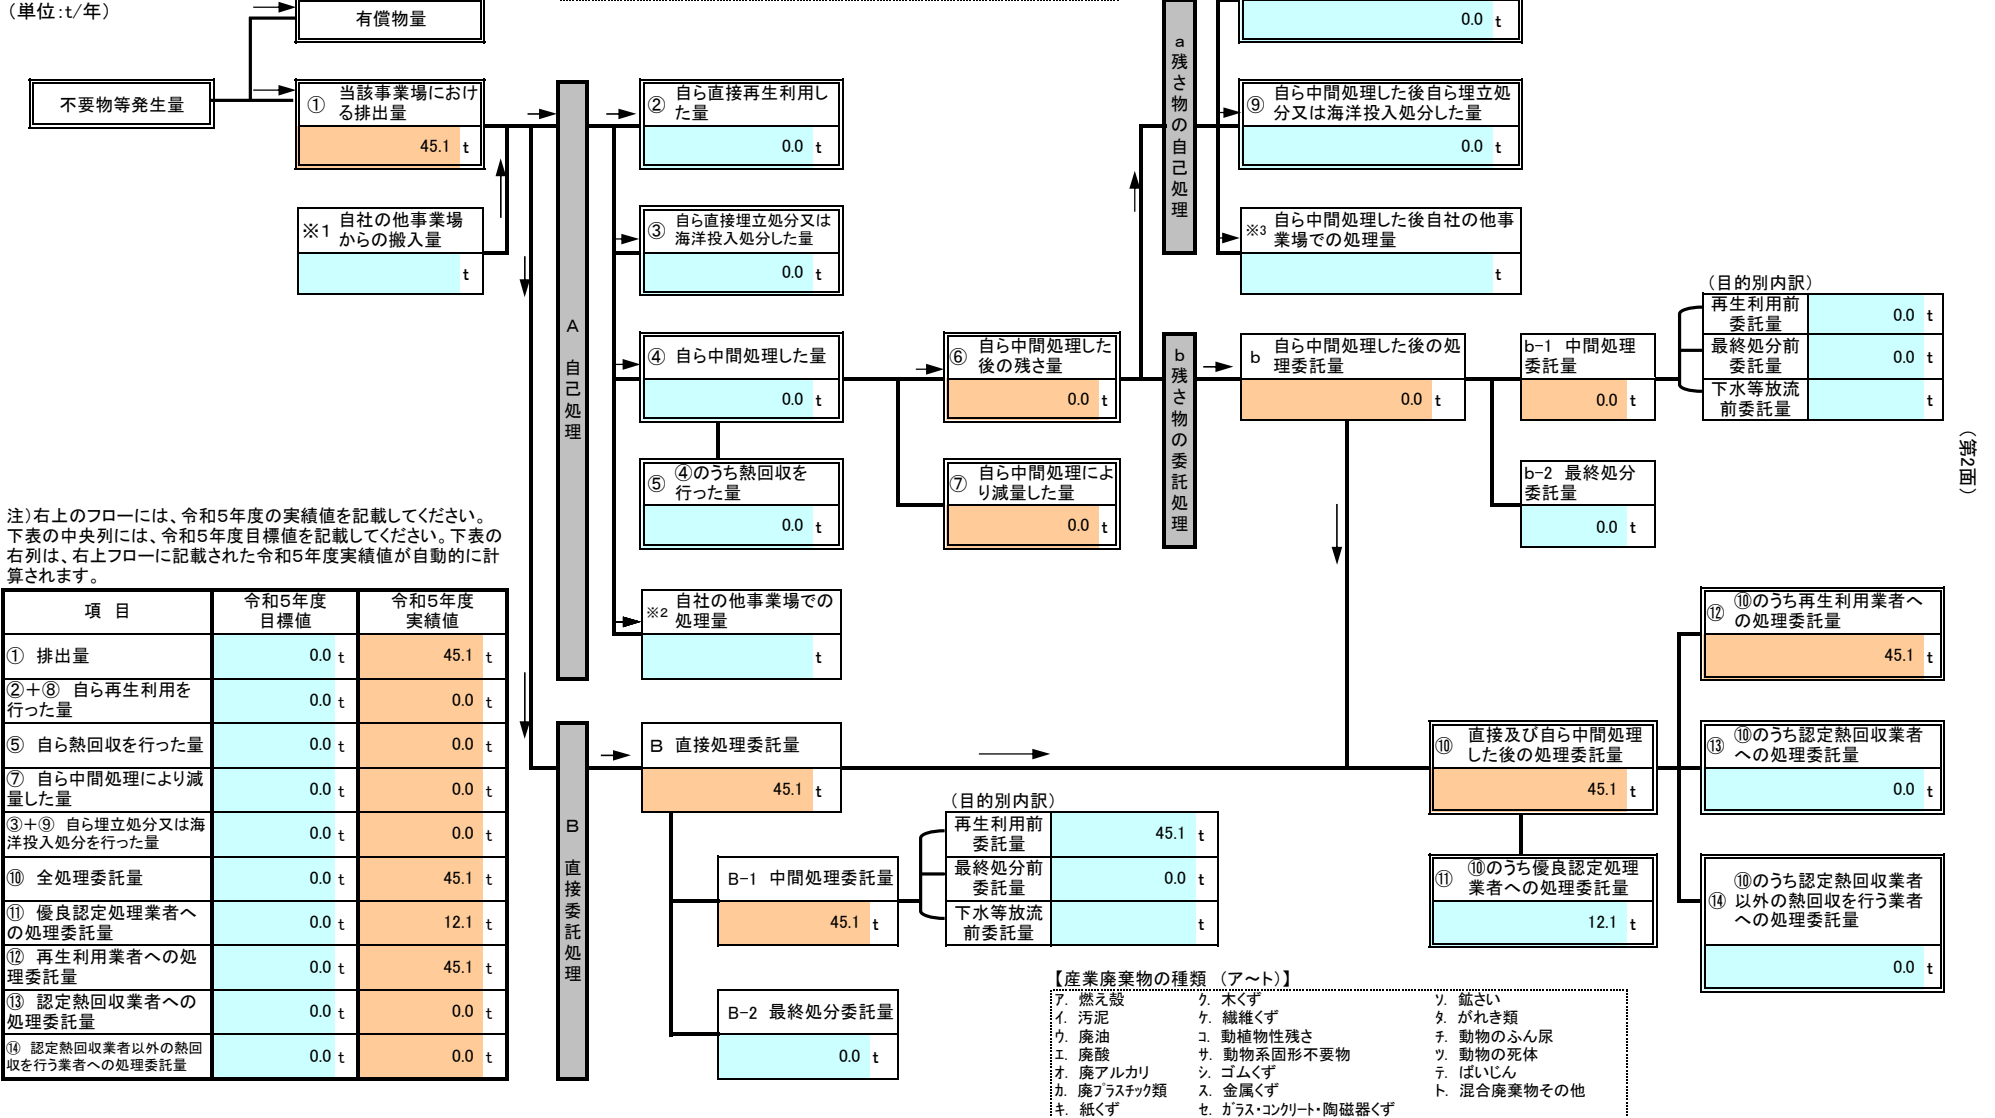 (単位:t/年)
有償物量
不要物等発生量
① 当該事業場におけ
る排出量
45.1 t
※1 自社の他事業場
からの搬入量
t
A 自己処理
② 自ら直接再生利用し
た量
0.0 t
③ 自ら直接埋立処分又は
海洋投入処分した量
0.0 t
④ 自ら中間処理した量
0.0 t
⑤ ④のうち熱回収を
行った量
0.0 t
※2 自社の他事業場での
処理量
t
⑥ 自ら中間処理した
後の残さ量
0.0 t
⑦ 自ら中間処理によ
り減量した量
0.0 t
a残さ物の自己処理
0.0 t
⑨ 自ら中間処理した後自ら埋立処
分又は海洋投入処分した量
0.0 t
※3 自ら中間処理した後自社の他事
業場での処理量
t
b残さ物の委託処理
b 自ら中間処理した後の処
理委託量
0.0 t
b-1 中間処理
委託量
0.0 t
b-2 最終処分
委託量
0.0 t
(目的別内訳)
再生利用前
委託量
0.0 t
最終処分前
委託量
0.0 t
下水等放流
前委託量
t
(第2面)
注)右上のフローには、令和5年度の実績値を記載してください。
下表の中央列には、令和5年度目標値を記載してください。下表の
右列は、右上フローに記載された令和5年度実績値が自動的に計
算されます。
項 目 令和5年度
目標値 令和5年度
実績値
① 排出量 0.0 t 45.1 t
②+⑧ 自ら再生利用を
行った量 0.0 t 0.0 t
⑤ 自ら熱回収を行った量 0.0 t 0.0 t
⑦ 自ら中間処理により減
量した量 0.0 t 0.0 t
③+⑨ 自ら埋立処分又は海
洋投入処分を行った量 0.0 t 0.0 t
⑩ 全処理委託量 0.0 t 45.1 t
⑪ 優良認定処理業者へ
の処理委託量 0.0 t 12.1 t
⑫ 再生利用業者への処
理委託量 0.0 t 45.1 t
⑬ 認定熱回収業者への
処理委託量 0.0 t 0.0 t
⑭ 認定熱回収業者以外の熱回
収を行う業者への処理委託量 0.0 t 0.0 t
B 直接委託処理
B 直接処理委託量
45.1 t
B-1 中間処理委託量
45.1 t
B-2 最終処分委託量
0.0 t
(目的別内訳)
再生利用前
委託量
45.1 t
最終処分前
委託量
0.0 t
下水等放流
前委託量
t
⑩ 直接及び自ら中間処理
した後の処理委託量
45.1 t
⑪ ⑩のうち優良認定処理
業者への処理委託量
12.1 t
⑫ ⑩のうち再生利用業者へ
の処理委託量
45.1 t
⑬ ⑩のうち認定熱回収業者
への処理委託量
0.0 t
⑭ ⑩のうち認定熱回収業者
以外の熱回収を行う業者
への処理委託量
0.0 t
【産業廃棄物の種類 (ア~ト)】
ア. 燃え殻 ク. 木くず ソ. 鉱さい
イ. 汚泥 ケ. 繊維くず タ. がれき類
ウ. 廃油 コ. 動植物性残さ チ. 動物のふん尿
エ. 廃酸 サ. 動物系固形不要物 ツ. 動物の死体
オ. 廃アルカリ シ. ゴムくず テ. ばいじん
カ. 廃プラスチック類 ス. 金属くず ト. 混合廃棄物その他
キ. 紙くず セ. ガラス・コンクリート・陶磁器くず